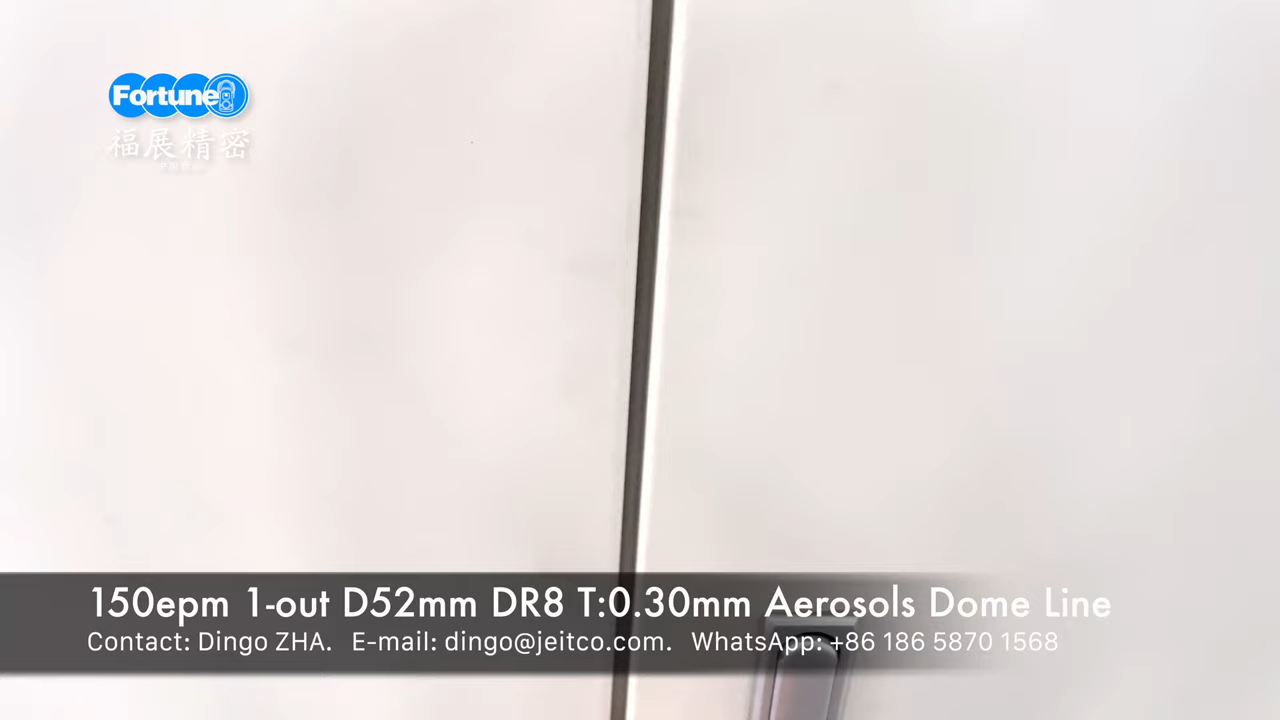 Fortune
福展精密
150epm 1-out D52mm DR8 T:0.30mm Aerosols Dome Line
Contact: Dingo ZHA. E-mail: dingo@jeitco.com. WhatsApp: +86 186 5870 1568